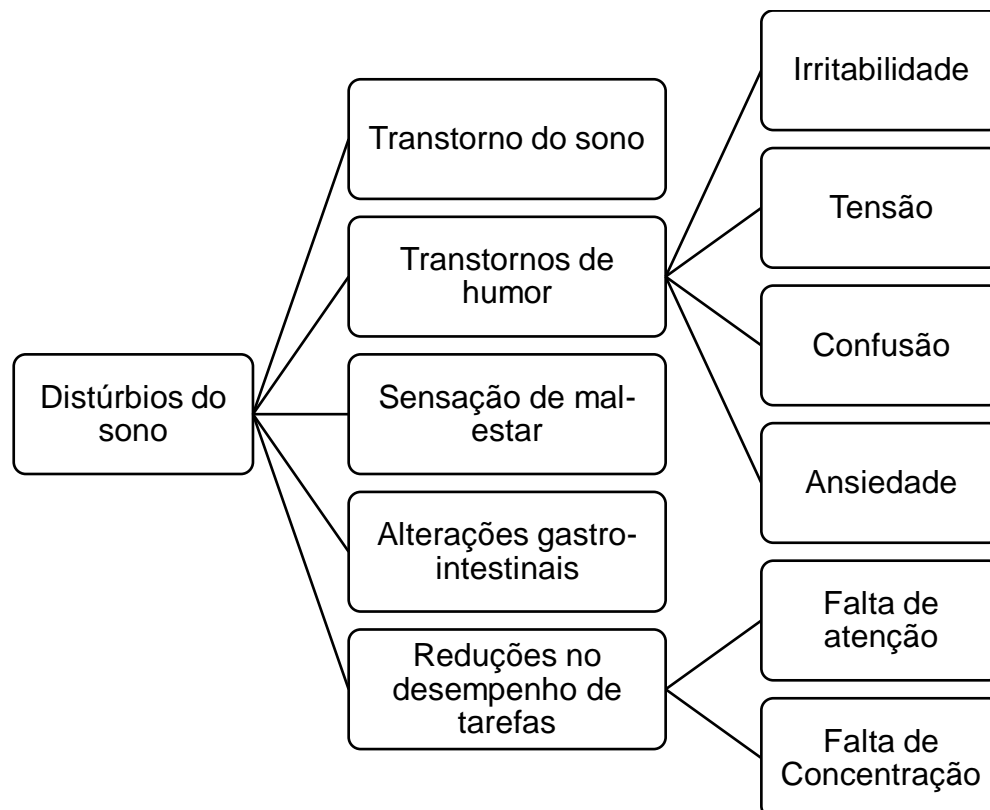 Distúrbios do
sono
Transtorno do sono
Transtornos de
humor
Sensação de mal-
estar
Alterações gastro-
intestinais
Reduções no
desempenho de
tarefas
Irritabilidade
Tensão
Confusão
Ansiedade
Falta de
atenção
Falta de
Concentração